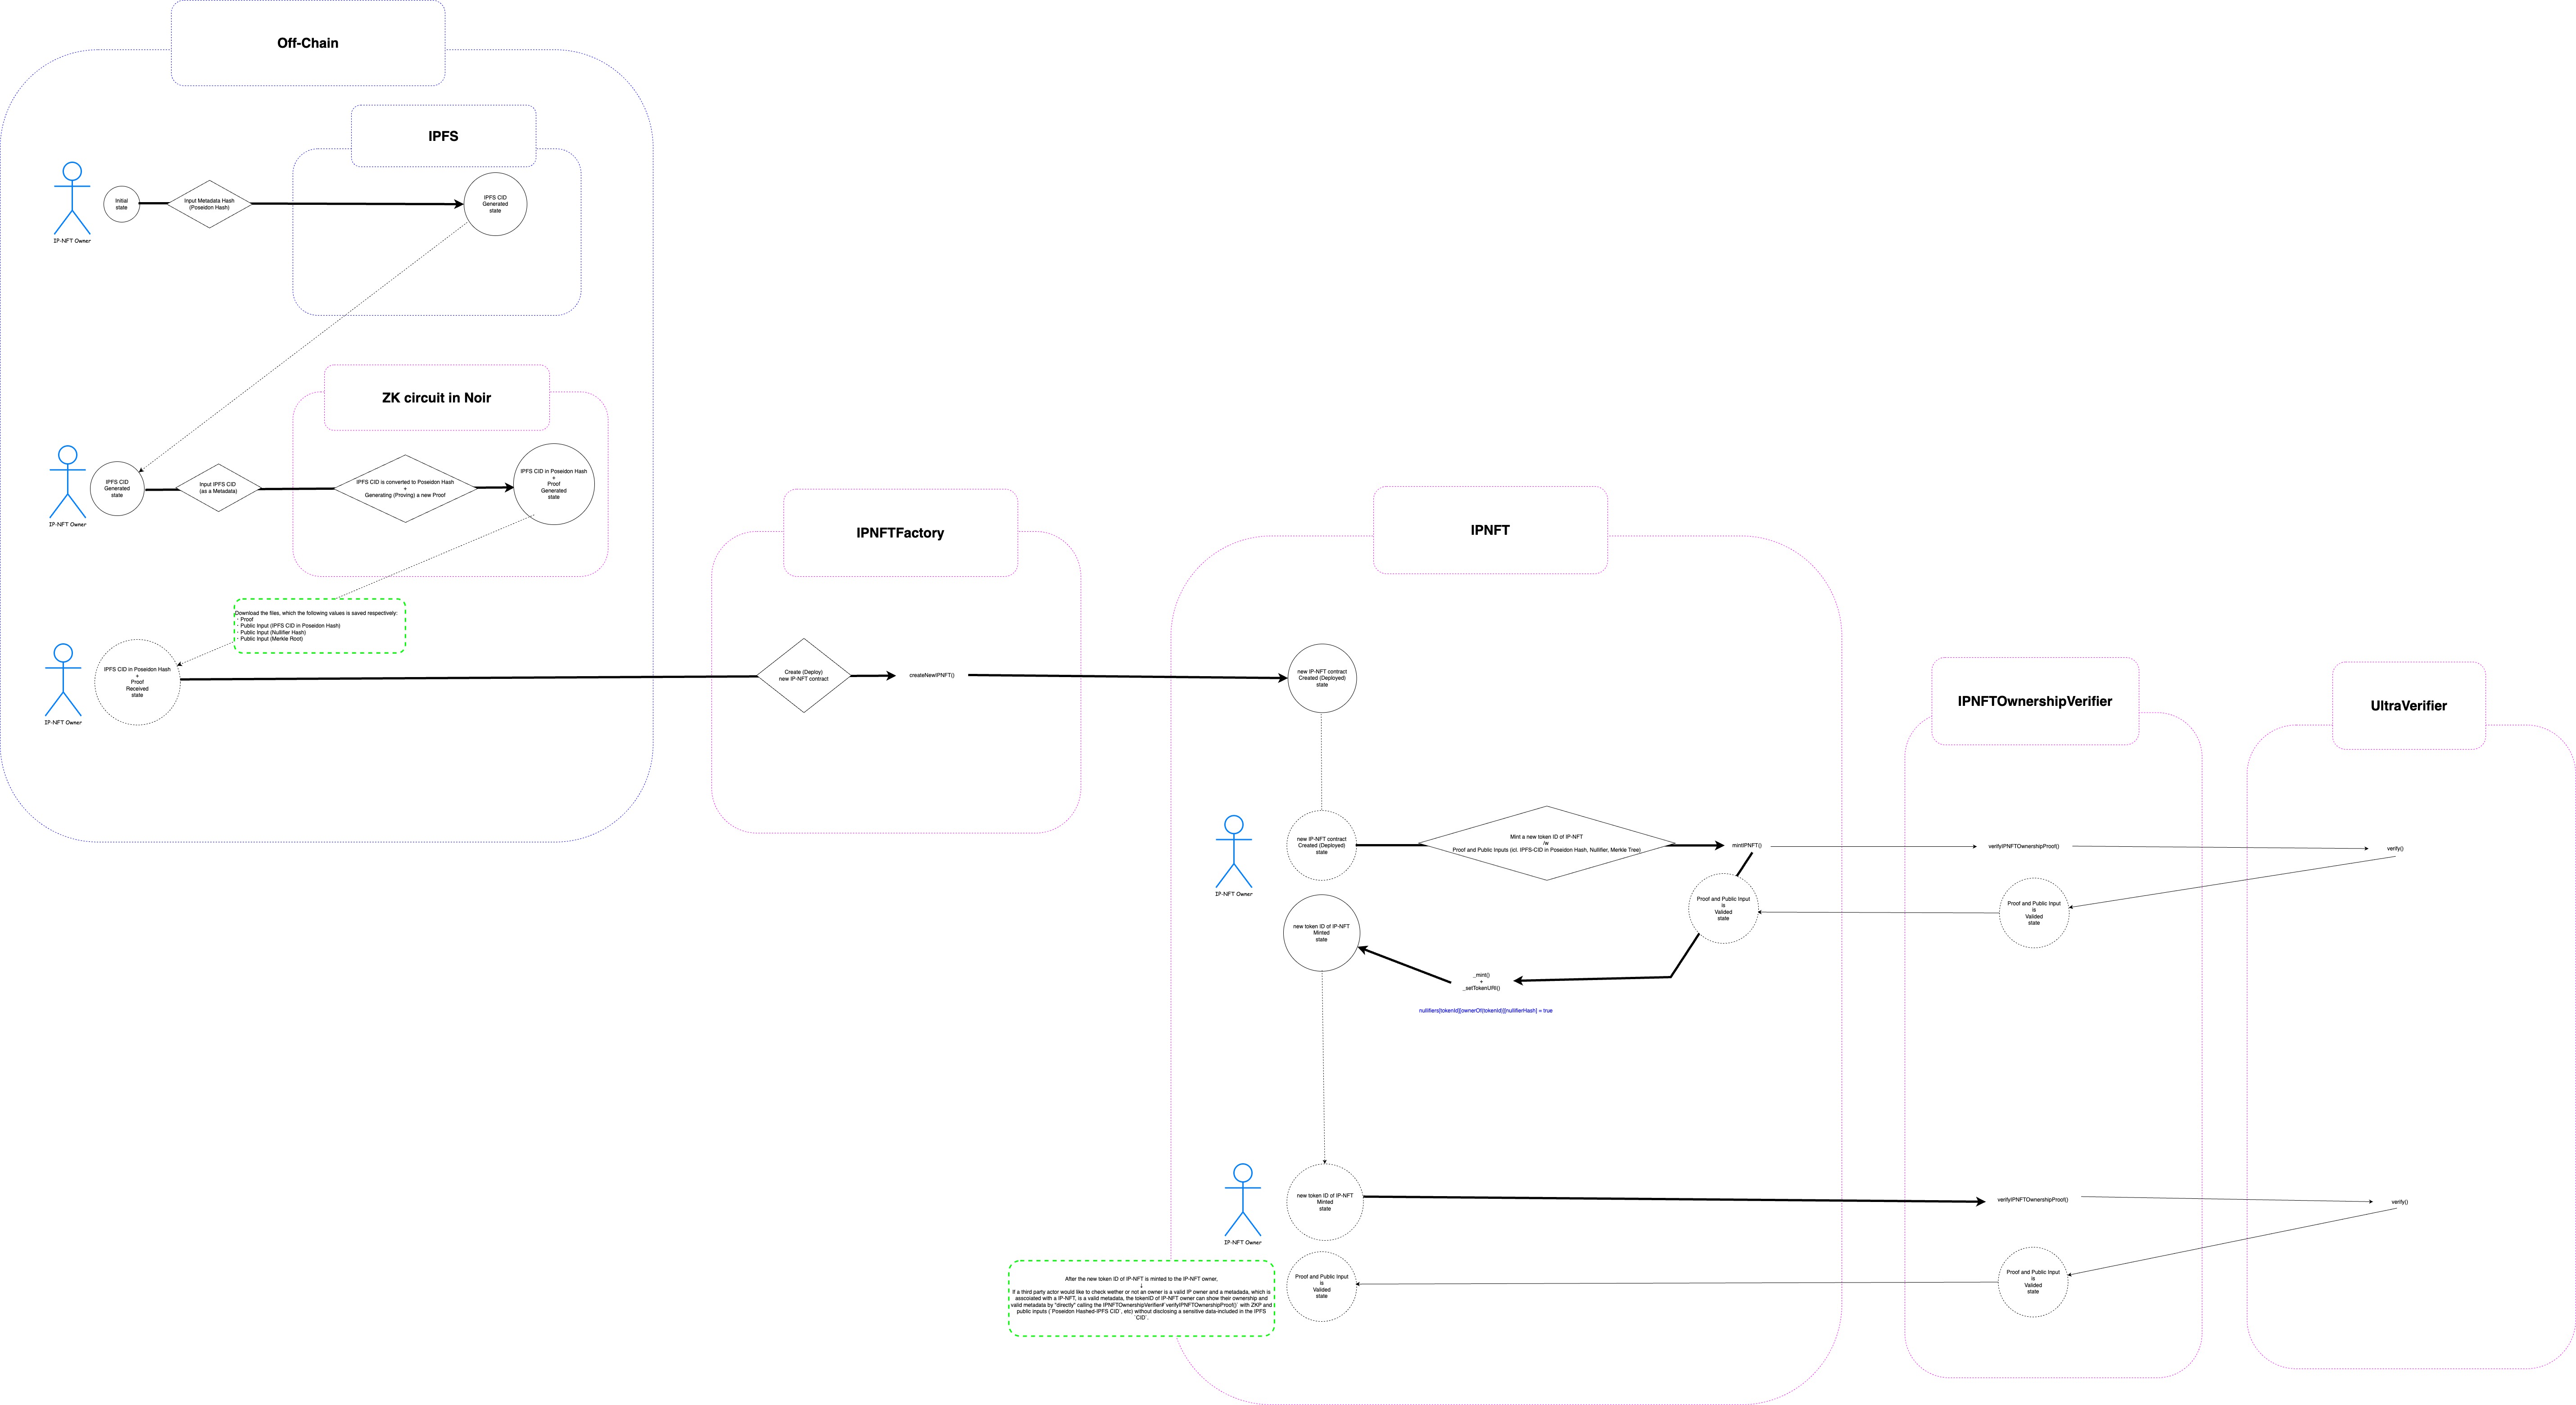 Off-Chain
IPFS
Initial
state
Input Metadata Hash
(Poseidon Hash)
IPFS CID
Generated
state
IP-NFT Owner
ZK circuit in Noir
IPFS CID
Generated
state
Input IPFS CID
(as a Metadata)
IPFS CID is converted to Poseidon Hash
+
Generating (Proving) a new Proof
IPFS CID in Poseidon Hash
+
Proof
Generated
state
IP-NFT Owner
Download the files, which the following values is saved respectively:
- Proof
- Public Input (IPFS CID in Poseidon Hash)
- Public Input (Nullifier Hash)
- Public Input (Merkle Root)
IPFS CID in Poseidon Hash
+
Proof
Received
state
IP-NFT Owner
IPNFTFactory
Create (Deploy)
new IP-NFT contract
createNewIPNFT()
IPNFT
new IP-NFT contract
Created (Deployed)
state
IPNFTOwnershipVerifier
UltraVerifier
new IP-NFT contract
Created (Deployed)
state
IP-NFT Owner
Mint a new token ID of IP-NFT
/w
Proof and Public Inputs (icl. IPFS-CID in Poseidon Hash, Nullifier, Merkle Tree)
mintIPNFT()
verifyIPNFTOwnershipProof()
verify()
Proof and Public Input
is
Valided
state
Proof and Public Input
is
Valided
state
new token ID of IP-NFT
Minted
state
_mint()
+
_setTokenURI()
nullifiers[tokenId][ownerOf(tokenId)][nullifierHash] = true
new token ID of IP-NFT
Minted
state
IP-NFT Owner
verifyIPNFTOwnershipProof()
verify()
Proof and Public Input
is
Valided
state
Proof and Public Input
is
Valided
state
After the new token ID of IP-NFT is minted to the IP-NFT owner,
↓
If a third party actor would like to check wether or not an owner is a valid IP owner and a metadada, which is
asscoiated with a IP-NFT, is a valid metadata, the tokenID of IP-NFT owner can show their ownership and
valid metadata by "directly" calling the IPNFTOwnershipVerifier#`verifyIPNFTOwnershipProof()` with ZKP and
public inputs (`Poseidon Hashed-IPFS CID`, etc) without disclosing a sensitive data-included in the IPFS
`CID`.